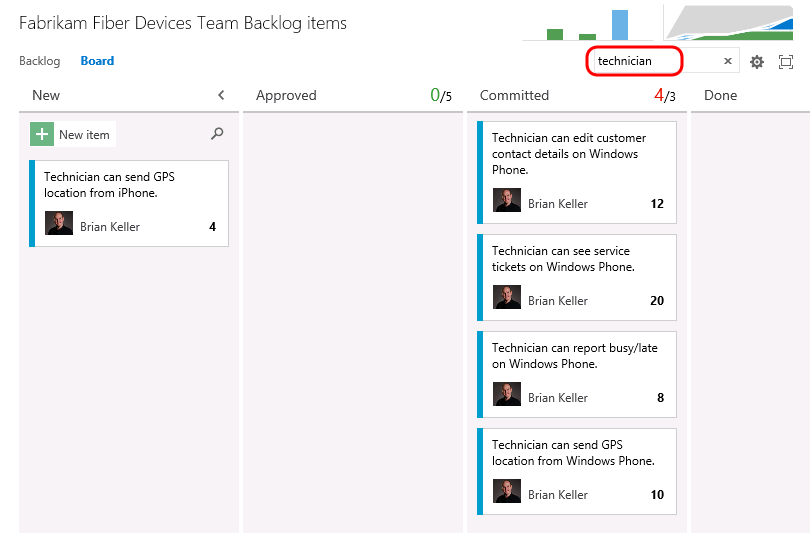 Fabrikam Fiber Devices Team Backlog items
Backlog Board
technician
New
Approved 0/5
Committed 4/3
Done
New item
Technician can send GPS
location from iPhone.
Brian Keller 4
Technician can edit customer
contact details on Windows
Phone.
Brian Keller 12
Technician can see service
tickets on Windows Phone.
Brian Keller 20
Technician can report busy/late
on Windows Phone.
Brian Keller 8
Technician can send GPS
location from Windows Phone.
Brian Keller 10